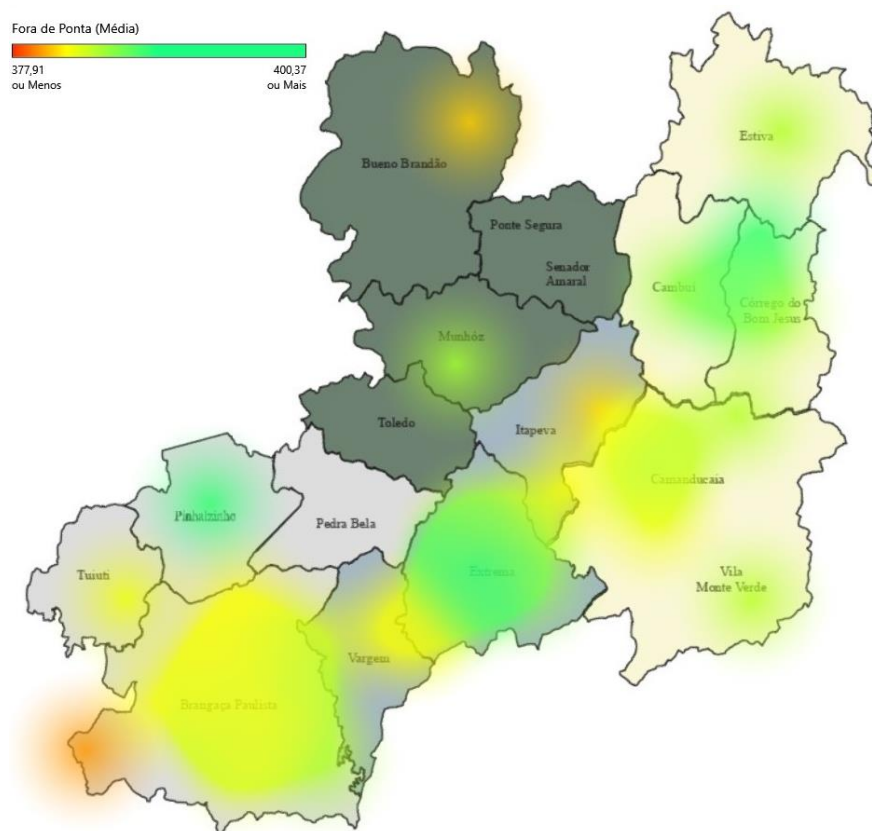 Fora de Ponta (Média)
377,91
ou Menos
400,37
ou Mais
Estiva
Bueno Brandão
Ponte Segura
Senador
Amaral
Cambuí
Córrego do
Bom Jesus
Munhóz
Toledo
Itapeva
Camanducaia
Pinhalzinho
Pedra Bela
Extrema
Tuiuti
Vila
Monte Verde
Vargem
Brangaça Paulista